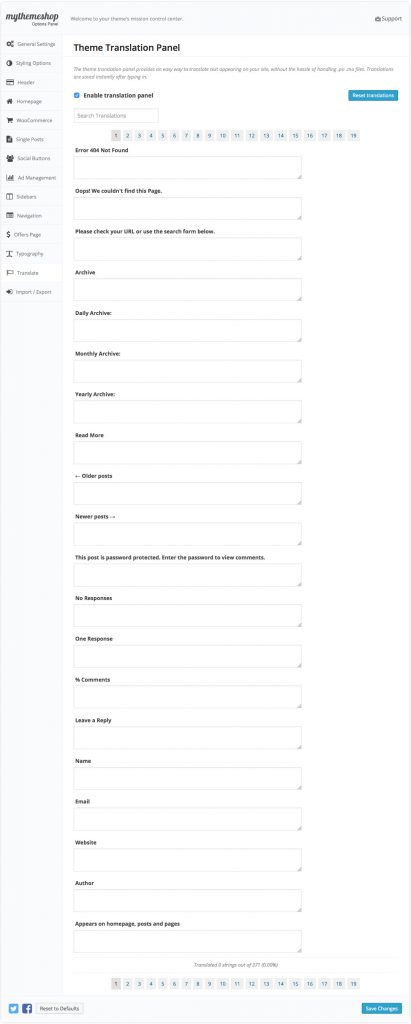 mythemeshop
Options Panel
Welcome to your theme's mission control center.
Support
General Settings
Styling Options
Header
Homepage
WooCommerce
Single Posts
Social Buttons
Ad Management
Sidebars
Navigation
Offers Page
Typography
Translate
Import / Export
Theme Translation Panel
The theme translation panel provides an easy way to translate text appearing on your site, without the hassle of handling .po .mo files. Translations
are saved instantly after typing in.
Enable translation panel
Reset translations
Search Translations
1 2 3 4 5 6 7 8 9 10 11 12 13 14 15 16 17 18 19
Error 404 Not Found
Oops! We couldn't find this Page.
Please check your URL or use the search form below.
Archive
Daily Archive:
Monthly Archive:
Yearly Archive:
Read More
← Older posts
Newer posts →
This post is password protected. Enter the password to view comments.
No Responses
One Response
% Comments
Leave a Reply
Name
Email
Website
Author
Appears on homepage, posts and pages
Translated 0 strings out of 371 (0.00%)
1 2 3 4 5 6 7 8 9 10 11 12 13 14 15 16 17 18 19
Reset to Defaults
Save Changes